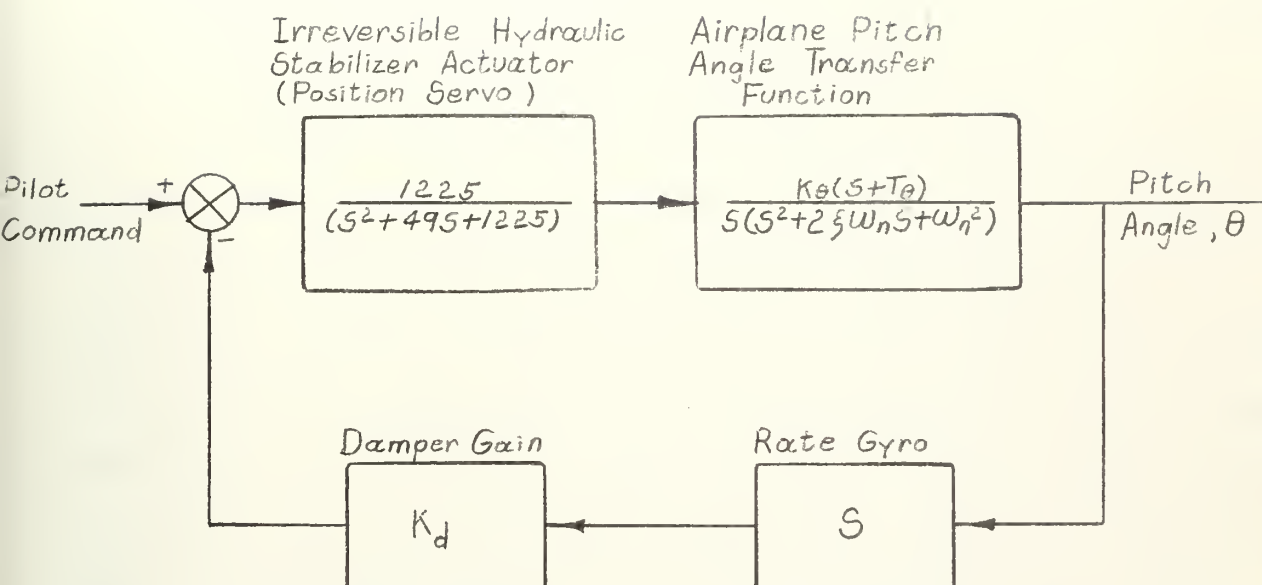 Irreversible Hydraulic
Stabilizer Actuator
(Position Servo)
Airplane Pitch
Angle Transfer
Function
Pilot
Command
+
-
1225
(S²+49S+1225)
Kθ(S+Tθ)
S(S²+2ξωnS+ωn²)
Pitch
Angle, θ
Damper Gain
Kd
Rate Gyro
S